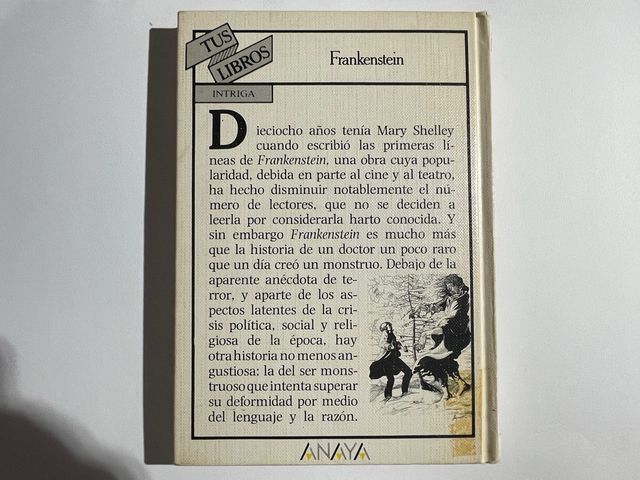 TUS
LIBROS
Frankenstein
INTRIGA
Dieciocho años tenía Mary Shelley
cuando escribió las primeras lí-
neas de Frankenstein, una obra cuya popu-
laridad, debida en parte al cine y al teatro,
ha hecho disminuir notablemente el nú-
mero de lectores, que no se deciden a
leerla por considerarla harto conocida. Y
sin embargo Frankenstein es mucho más
que la historia de un doctor un poco raro
que un día creó un monstruo. Debajo de la
aparente anécdota de te-
rror, y aparte de los as-
pectos latentes de la cri-
sis política, social y reli-
giosa de la época, hay
otra historia no menos an-
gustiosa: la del ser mons-
truoso que intenta superar
su deformidad por medio
del lenguaje y la razón.
ANAYA